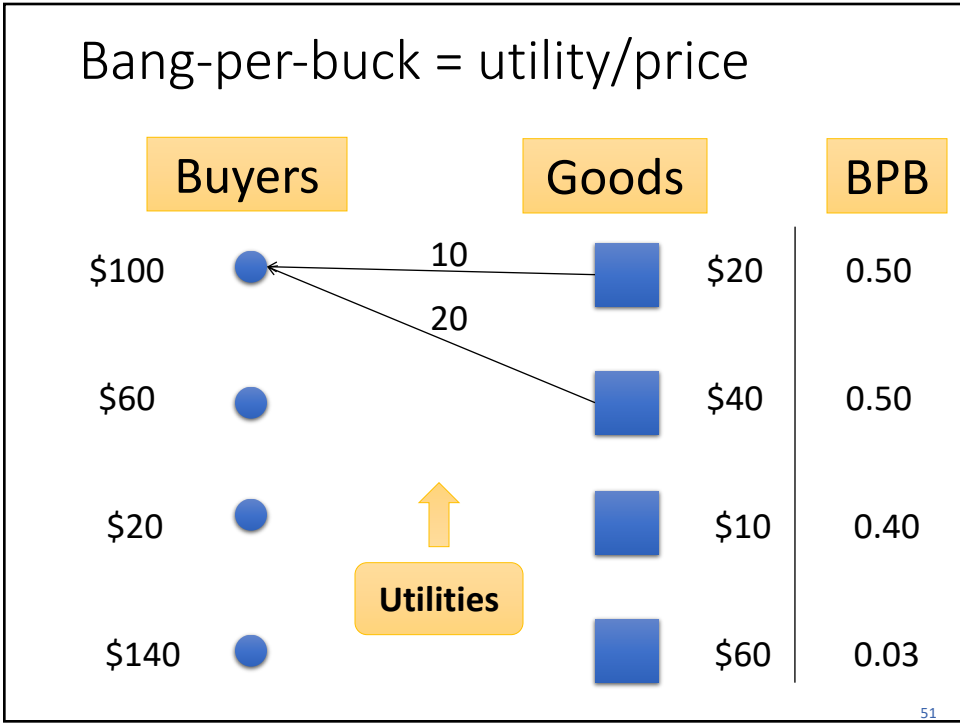 Bang-per-buck = utility/price
Buyers Goods BPB
$100 10 $20 0.50
20
$60 $40 0.50
$20 $10 0.40
Utilities
$140 $60 0.03
51